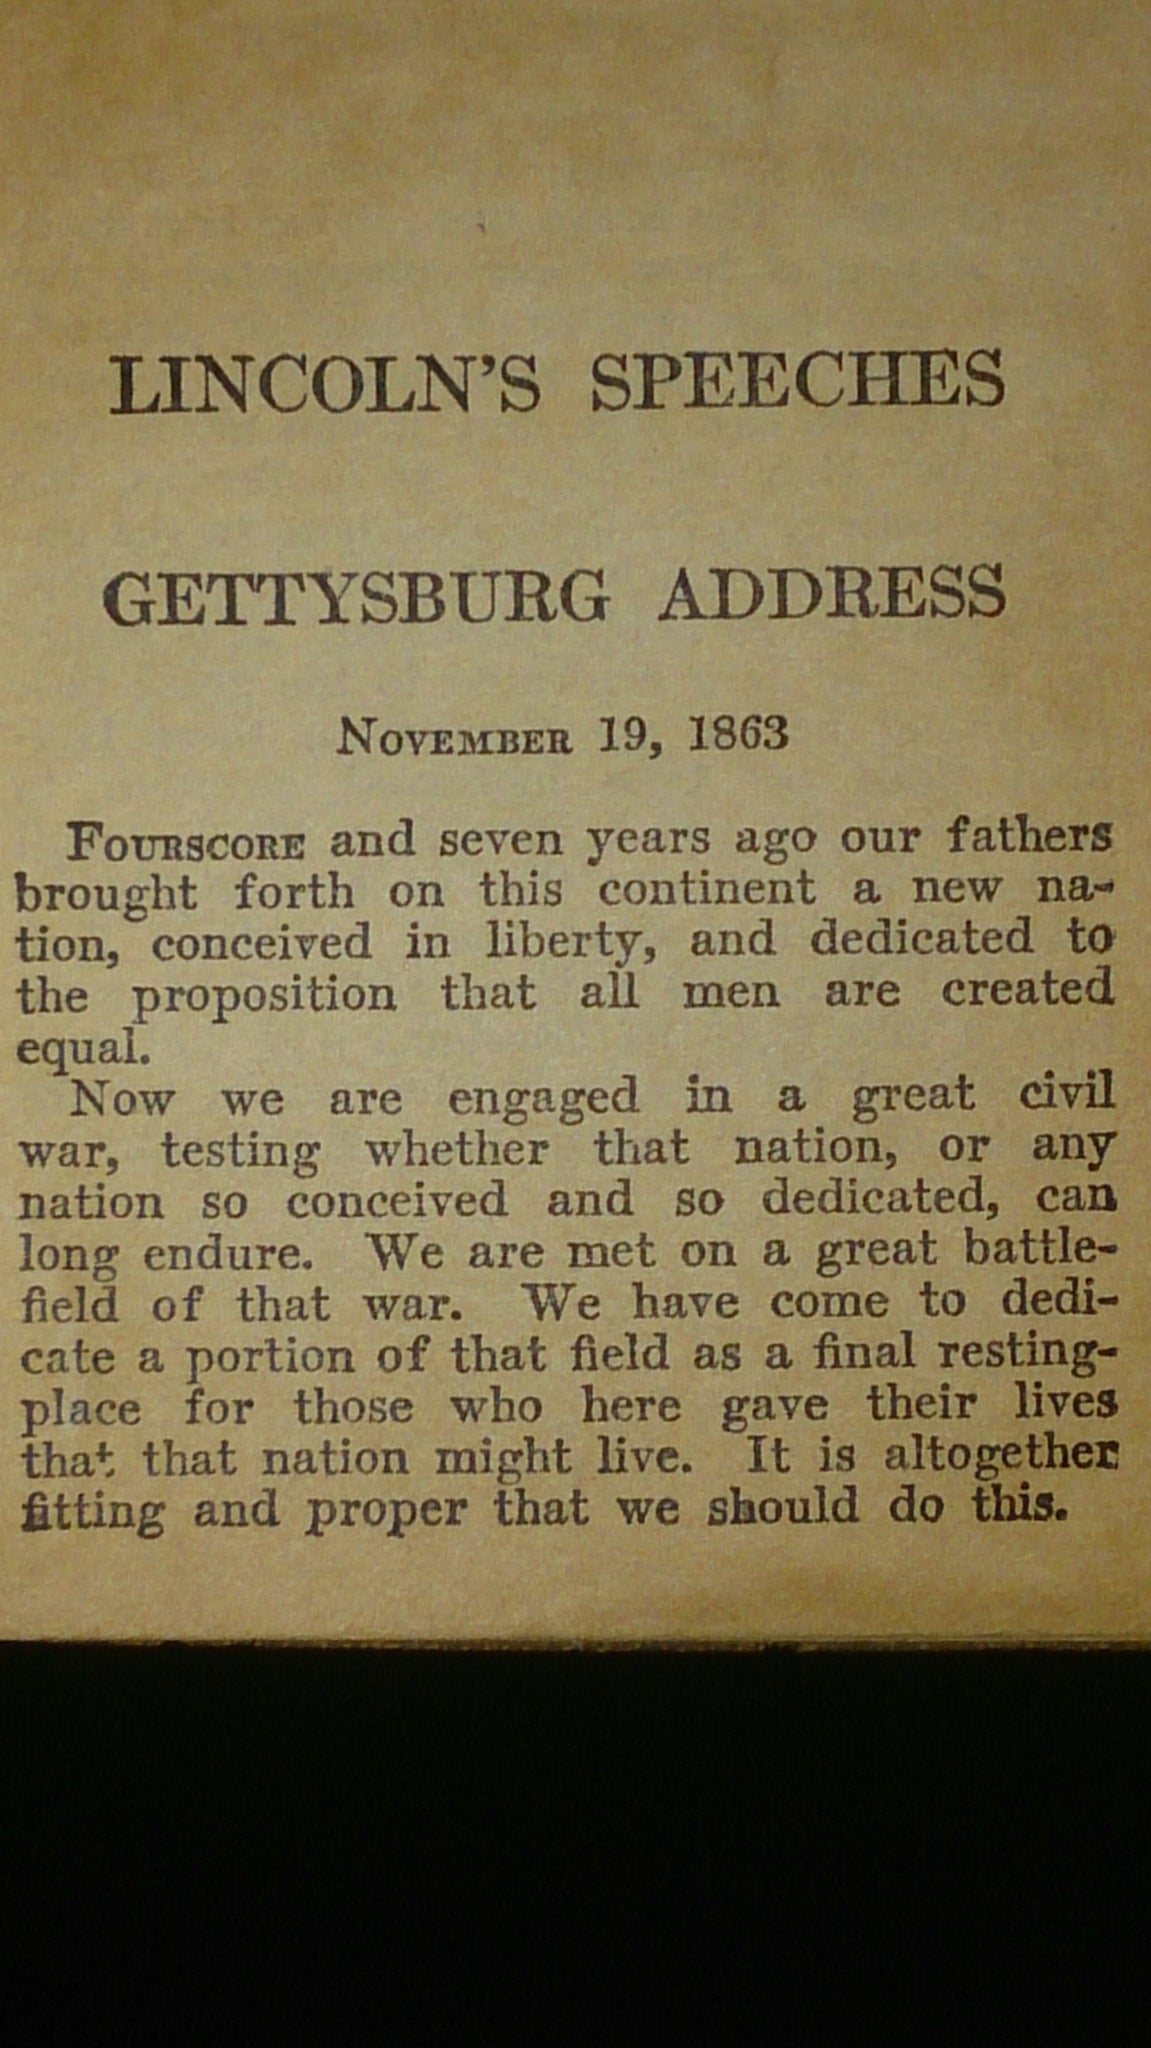 LINCOLN'S SPEECHES
GETTYSBURG ADDRESS
NOVEMBER 19, 1863
FOURSCORE and seven years ago our fathers
brought forth on this continent a new na-
tion, conceived in liberty, and dedicated to
the proposition that all men are created
equal.
Now we are engaged in a great civil
war, testing whether that nation, or any
nation so conceived and so dedicated, can
long endure. We are met on a great battle-
field of that war. We have come to dedi-
cate a portion of that field as a final resting-
place for those who here gave their lives
that that nation might live. It is altogether
fitting and proper that we should do this.